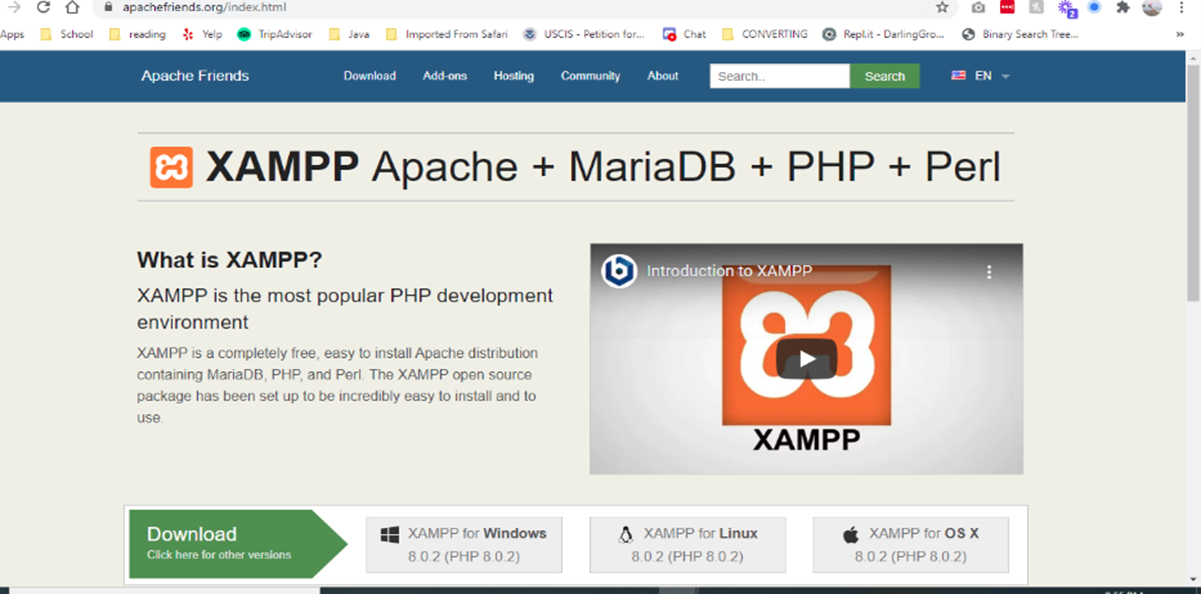 apachefriends.org/index.html
2
Apps School reading Yelp TripAdvisor Java Imported From Safari USCIS - Petition for... Chat CONVERTING Repl.it - DarlingGro... Binary Search Tree... »
Apache Friends Download Add-ons Hosting Community About Search.. Search EN
XAMPP Apache + MariaDB + PHP + Perl
What is XAMPP?
XAMPP is the most popular PHP development
environment
XAMPP is a completely free, easy to install Apache distribution
containing MariaDB, PHP, and Perl. The XAMPP open source
package has been set up to be incredibly easy to install and to
use.
Introduction to XAMPP
XAMPP
Download
Click here for other versions
XAMPP for Windows
8.0.2 (PHP 8.0.2)
XAMPP for Linux
8.0.2 (PHP 8.0.2)
XAMPP for OS X
8.0.2 (PHP 8.0.2)